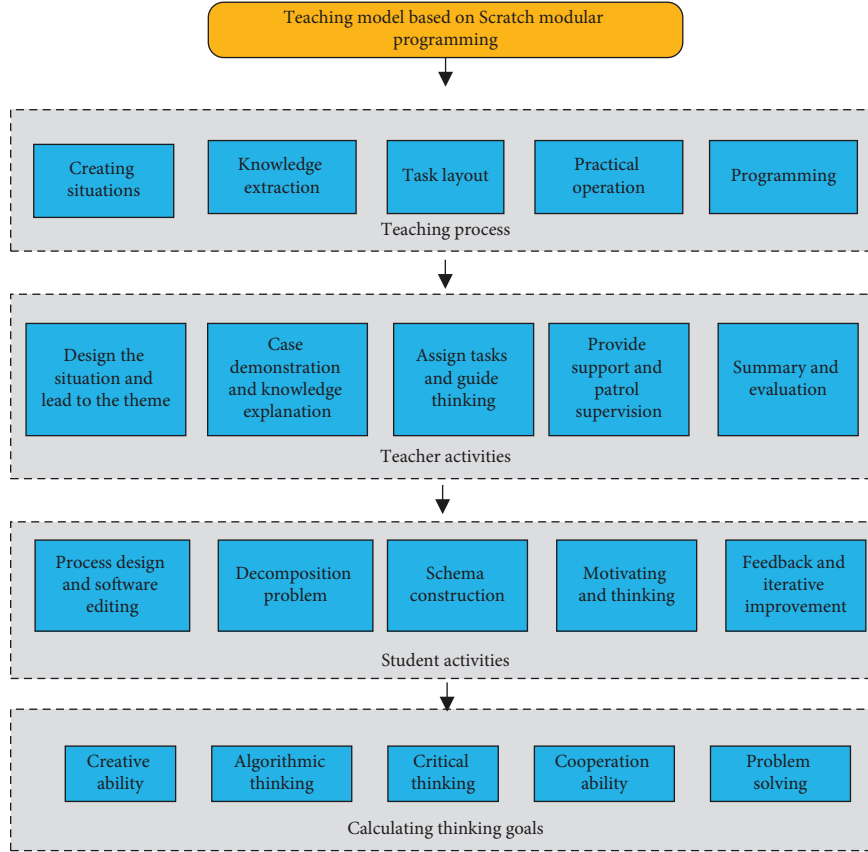 Teaching model based on Scratch modular
programming
Creating
situations
Knowledge
extraction
Task layout
Practical
operation
Programming
Teaching process
Design the
situation and
lead to the theme
Case
demonstration
and knowledge
explanation
Assign tasks
and guide
thinking
Provide
support and
patrol
supervision
Summary and
evaluation
Teacher activities
Process design
and software
editing
Decomposition
problem
Schema
construction
Motivating
and thinking
Feedback and
iterative
improvement
Student activities
Creative
ability
Algorithmic
thinking
Critical
thinking
Cooperation
ability
Problem
solving
Calculating thinking goals